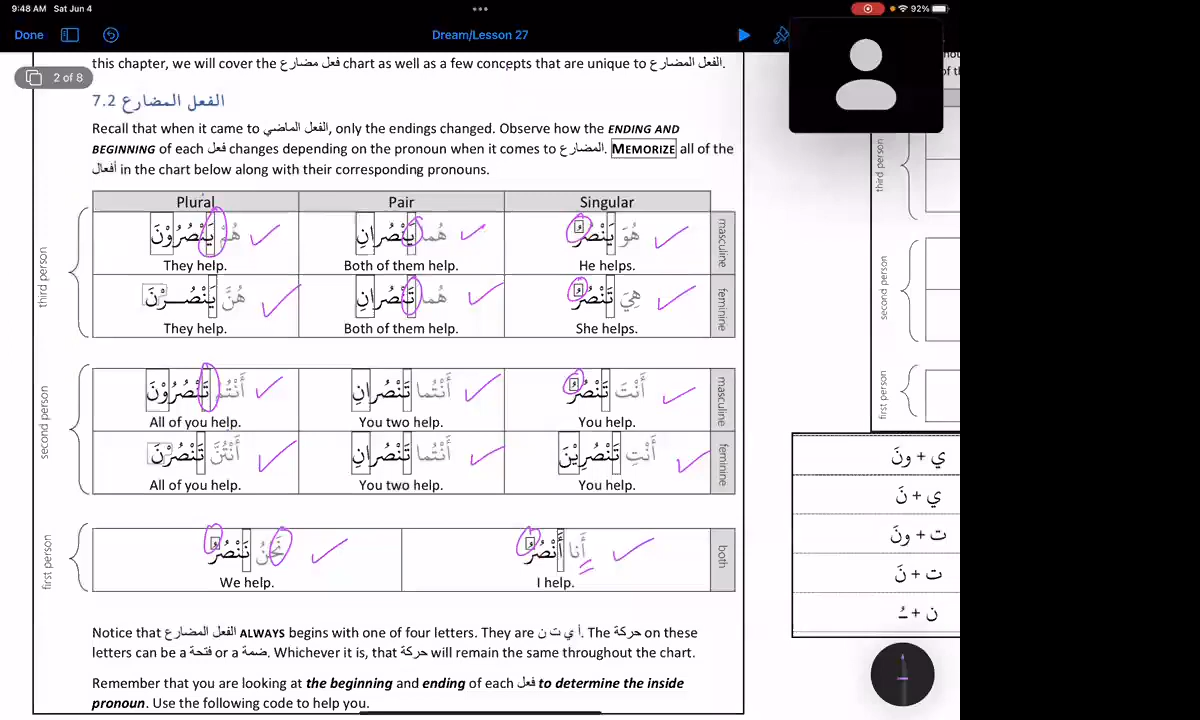 9:48 AM Sat Jun 4
92%
Done
Dream/Lesson 27
2 of 8
this chapter, we will cover the فعل مضارع chart as well as a few concepts that are unique to الفعل المضارع.
7.2 الفعل المضارع
Recall that when it came to الفعل الماضي, only the endings changed. Observe how the ENDING AND
BEGINNING of each فعل changes depending on the pronoun when it comes to المضارع. MEMORIZE all of the
أفعال in the chart below along with their corresponding pronouns.
Plural Pair Singular
third person
masculine
هُمْ يَنْصُرُوْنَ هُما يَنْصُرانِ هُوَ يَنْصُرُ
They help. Both of them help. He helps.
feminine
هُنَّ يَنْصُـــرْنَ هُما تَنْصُرانِ هِيَ تَنْصُرُ
They help. Both of them help. She helps.
second person
masculine
أَنْتُمْ تَنْصُرُوْنَ أَنْتُما تَنْصُرانِ أَنْتَ تَنْصُرُ
All of you help. You two help. You help.
feminine
أَنْتُنَّ تَنْصُرْنَ أَنْتُما تَنْصُرانِ أَنْتِ تَنْصُرِيْنَ
All of you help. You two help. You help.
first person
both
نَحْنُ نَنْصُرُ أَنا أَنْصُرُ
We help. I help.
Notice that الفعل المضارع ALWAYS begins with one of four letters. They are أ ي ت ن. The حركة on these
letters can be a فتحة or a ضمة. Whichever it is, that حركة will remain the same throughout the chart.
Remember that you are looking at the beginning and ending of each فعل to determine the inside
pronoun. Use the following code to help you.
third person
second person
first person
ي + ونَ
ي + نَ
ت + ونَ
ت + نَ
ن + ـُ